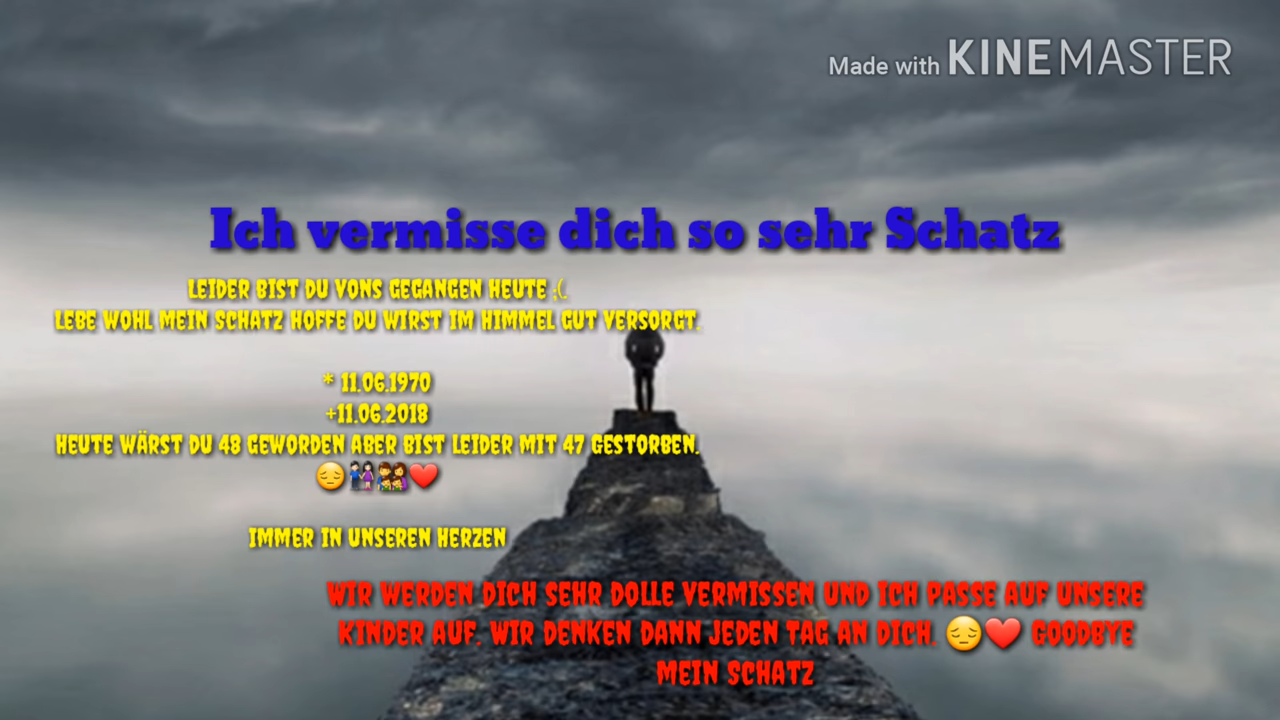 Made with KINEMASTER
Ich vermisse dich so sehr Schatz
LEIDER BIST DU VONS GEGANGEN HEUTE ;(.
LEBE WOHL MEIN SCHATZ HOFFE DU WIRST IM HIMMEL GUT VERSORGT.
* 11.06.1970
+11.06.2018
HEUTE WÄRST DU 48 GEWORDEN ABER BIST LEIDER MIT 47 GESTORBEN.
😔👫👨‍👩‍👧‍👦❤️
IMMER IN UNSEREN HERZEN
WIR WERDEN DICH SEHR DOLLE VERMISSEN UND ICH PASSE AUF UNSERE
KINDER AUF. WIR DENKEN DANN JEDEN TAG AN DICH. 😔❤️ GOODBYE
MEIN SCHATZ